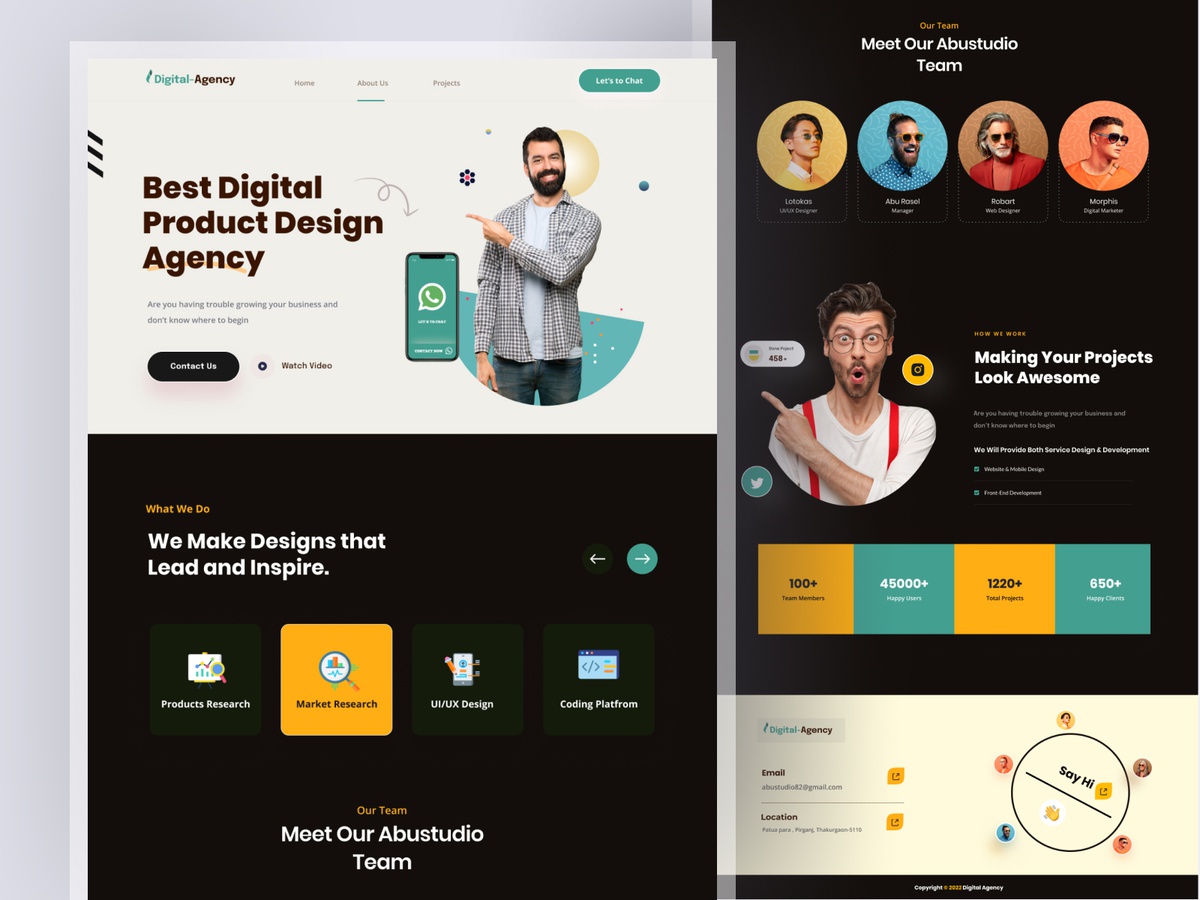 Digital-Agency
Home
About Us
Projects
Let's to Chat
Best Digital
Product Design
Agency
Are you having trouble growing your business and
don't know where to begin
Contact Us
Watch Video
LET'S TO CHAT
CONTACT NOW
What We Do
We Make Designs that
Lead and Inspire.
Products Research
Market Research
UI/UX Design
Coding Platfrom
Our Team
Meet Our Abustudio
Team
Our Team
Meet Our Abustudio
Team
Lotokas
UI/UX Designer
Abu Rasel
Manager
Robart
Web Designer
Morphis
Digital Marketer
Done Poject
458+
HOW WE WORK
Making Your Projects
Look Awesome
Are you having trouble growing your business and
don't know where to begin
We Will Provide Both Service Design & Development
Website & Mobile Design
Front-End Development
100+
Team Members
45000+
Happy Users
1220+
Total Projects
650+
Happy Clients
Digital-Agency
Email
abustudio82@gmail.com
Location
Patua para , Pirganj, Thakurgaon-5110
Say Hi
Copyright © 2022 Digital Agency